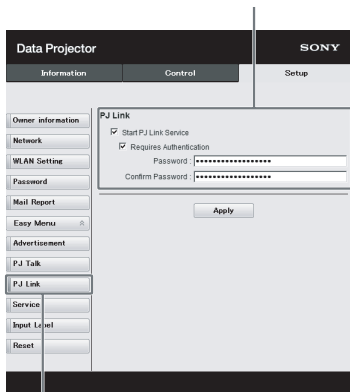 Data Projector SONY
Information Control Setup
Owner information
Network
WLAN Setting
Password
Mail Report
Easy Menu
Advertisement
PJ Talk
PJ Link
Service
Input Label
Reset
PJ Link
Start PJ Link Service
Requires Authentication
Password : ••••••••••••••••••
Confirm Password : ••••••••••••••••••
Apply